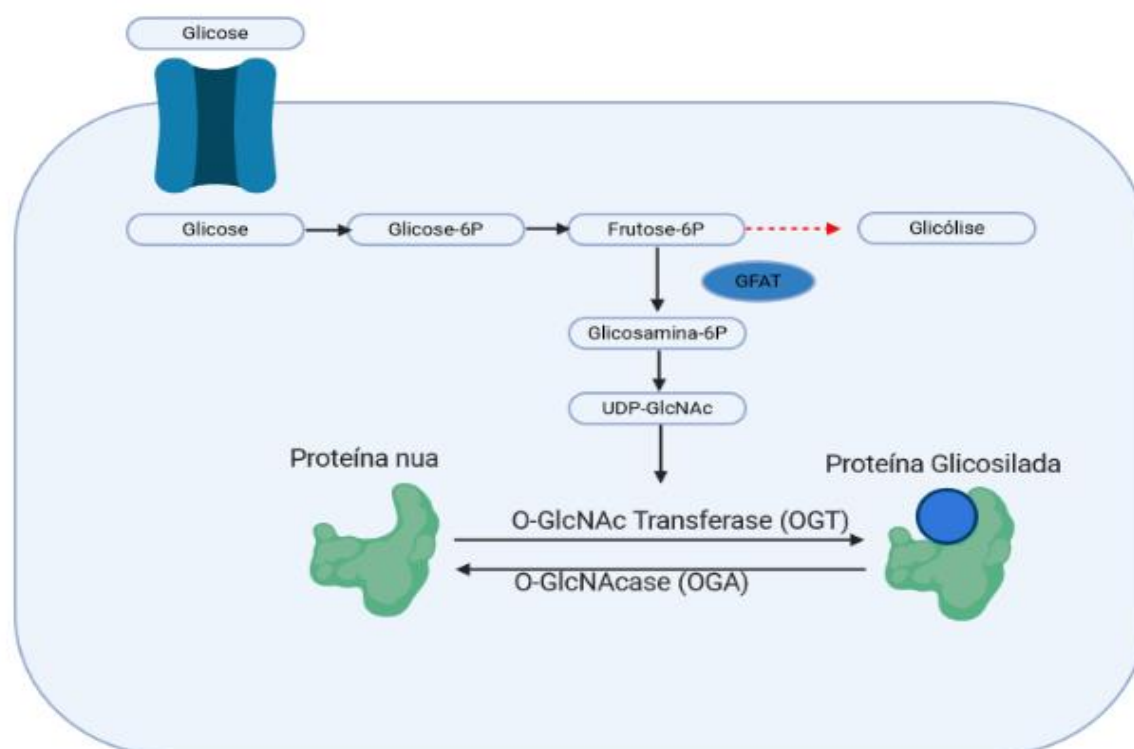 Glicose
Glicose
Glicose-6P
Frutose-6P
Glicólise
GFAT
Glicosamina-6P
UDP-GlcNAc
Proteína nua
Proteína Glicosilada
O-GlcNAc Transferase (OGT)
O-GlcNAcase (OGA)